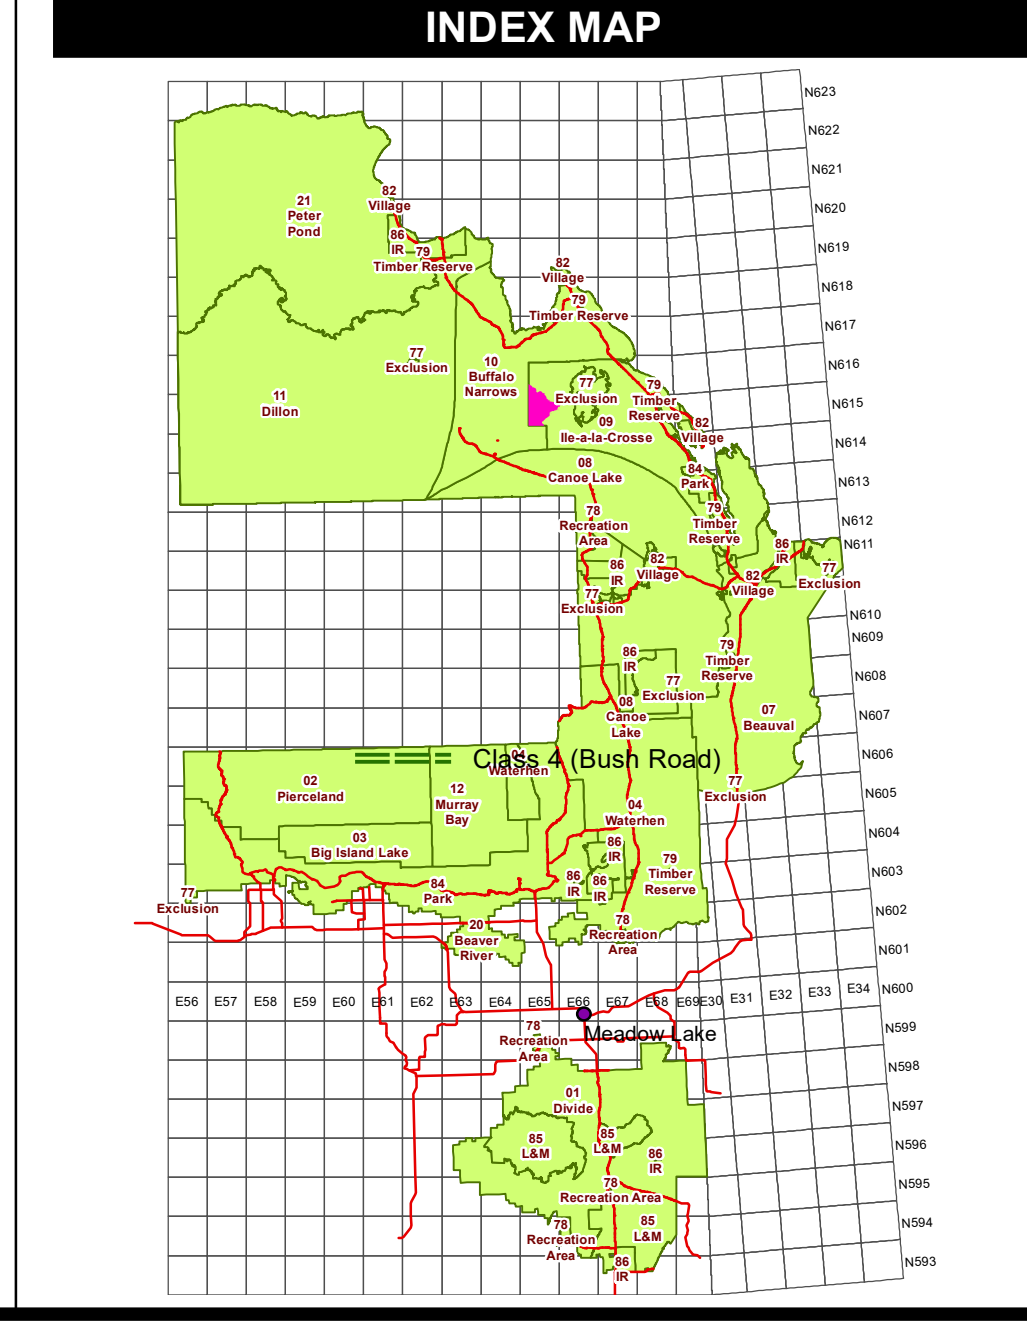 INDEX MAP
N623
N622
N621
N620
N619
N618
N617
N616
N615
N614
N613
N612
N611
N610
N609
N608
N607
N606
N605
N604
N603
N602
N601
N600
N599
N598
N597
N596
N595
N594
N593
21
Peter
Pond
82
Village
86
IR
79
Timber Reserve
82
Village
79
Timber Reserve
77
Exclusion
10
Buffalo
Narrows
11
Dillon
77
Exclusion
79
Timber
Reserve
09
Ile-a-la-Crosse
82
Village
08
Canoe Lake
84
Park
78
Recreation
Area
79
Timber
Reserve
86
IR
82
Village
86
IR
77
Exclusion
82
Village
77
Exclusion
86
IR
77
Exclusion
79
Timber
Reserve
08
Canoe
Lake
07
Beauval
Class 4 (Bush Road)
04
Waterhen
02
Pierceland
12
Murray
Bay
77
Exclusion
04
Waterhen
03
Big Island Lake
86
IR
79
Timber
Reserve
86
IR
86
IR
84
Park
77
Exclusion
20
Beaver
River
78
Recreation
Area
E56 E57 E58 E59 E60 E61 E62 E63 E64 E65 E66 E67 E68 E69 E30 E31 E32 E33 E34
Meadow Lake
78
Recreation
Area
01
Divide
85
L&M
85
L&M
86
IR
78
Recreation Area
85
L&M
78
Recreation
Area
86
IR